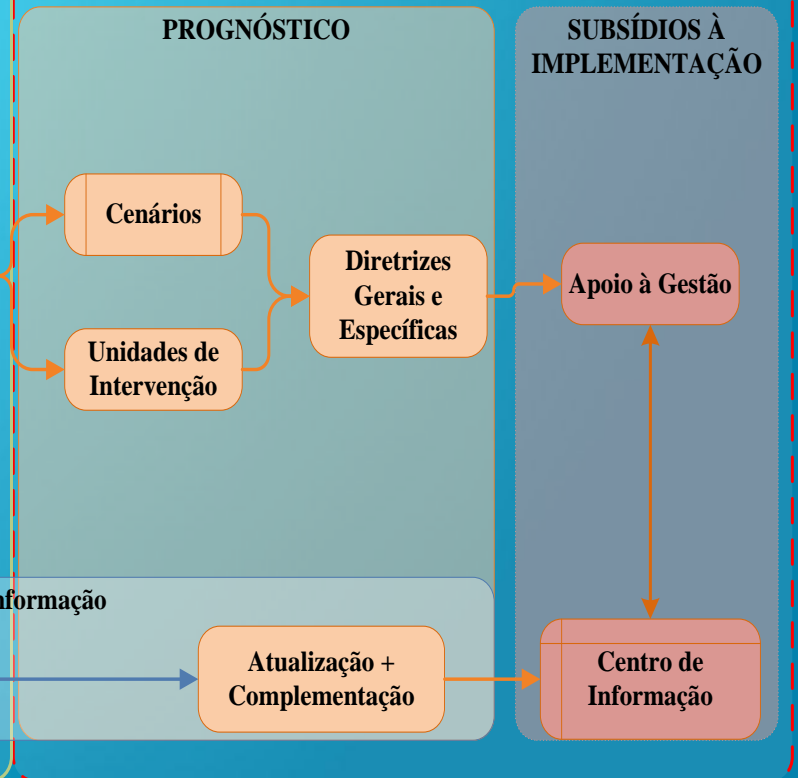 PROGNÓSTICO
SUBSÍDIOS À
IMPLEMENTAÇÃO
Cenários
Unidades de
Intervenção
Diretrizes
Gerais e
Específicas
Apoio à Gestão
nformação
Atualização +
Complementação
Centro de
Informação